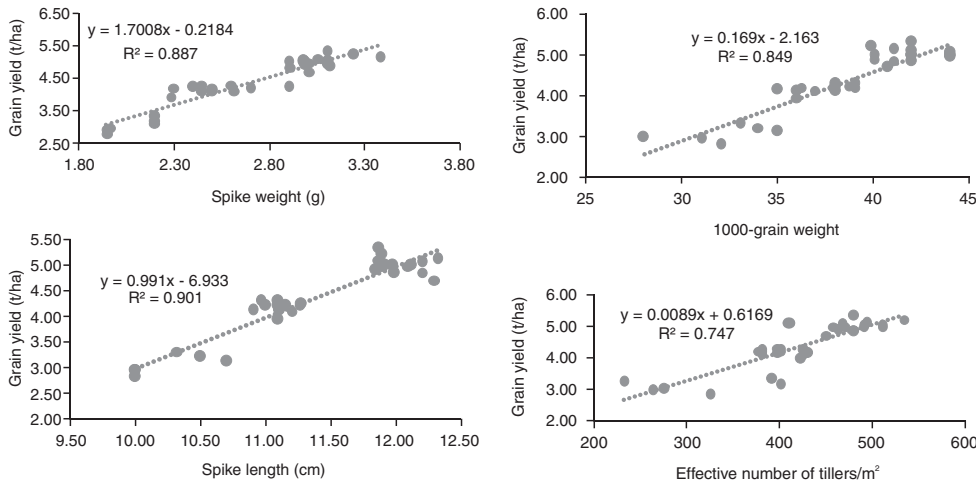 Grain yield (t/ha)
6.50
5.50
4.50
3.50
2.50
y = 1.7008x - 0.2184
R² = 0.887
1.80 2.30 2.80 3.30 3.80
Spike weight (g)
Grain yield (t/ha)
6.00
5.00
4.00
3.00
2.00
y = 0.169x - 2.163
R² = 0.849
25 30 35 40 45
1000-grain weight
Grain yield (t/ha)
5.50
5.00
4.50
4.00
3.50
3.00
2.50
2.00
y = 0.991x - 6.933
R² = 0.901
9.50 10.00 10.50 11.00 11.50 12.00 12.50
Spike length (cm)
Grain yield (t/ha)
6.00
5.00
4.00
3.00
2.00
y = 0.0089x + 0.6169
R² = 0.747
200 300 400 500 600
Effective number of tillers/m²